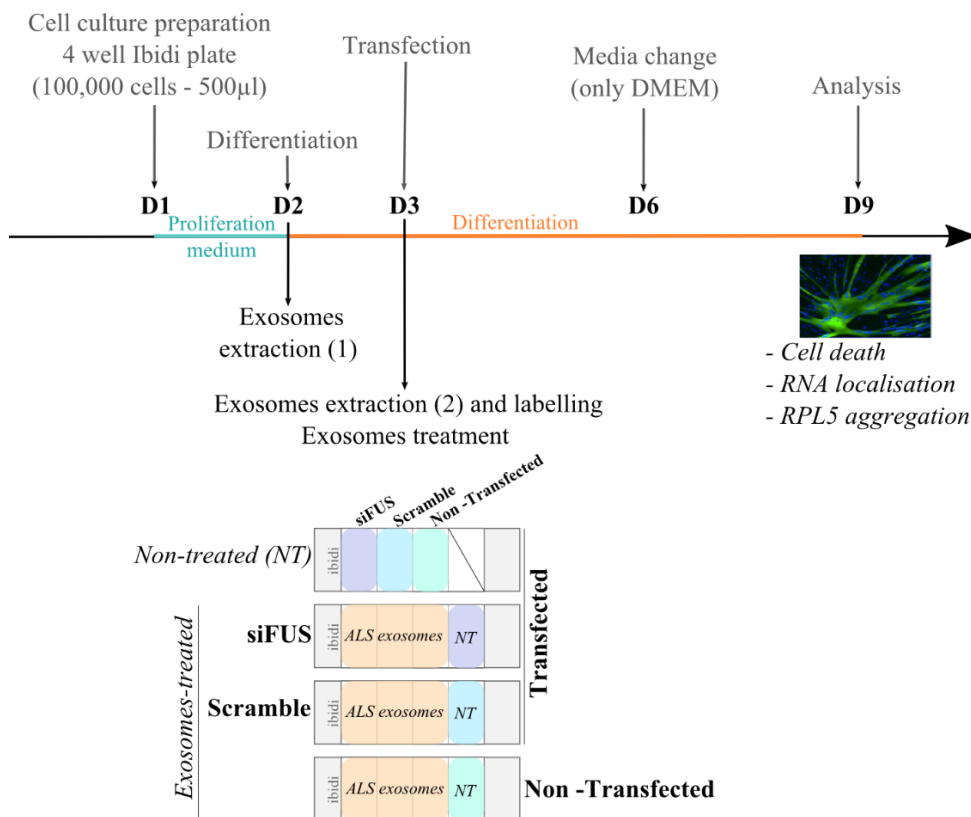 Cell culture preparation
4 well Ibidi plate
(100,000 cells - 500µl)
Differentiation
Transfection
Media change
(only DMEM)
Analysis
D1
D2
D3
D6
D9
Proliferation
medium
Differentiation
Exosomes
extraction (1)
Exosomes extraction (2) and labelling
Exosomes treatment
- Cell death
- RNA localisation
- RPL5 aggregation
siFUS
Scramble
Non -Transfected
Non-treated (NT)
ibidi
Transfected
Exosomes-treated
siFUS
ibidi
ALS exosomes
NT
Scramble
ibidi
ALS exosomes
NT
ibidi
ALS exosomes
NT
Non -Transfected